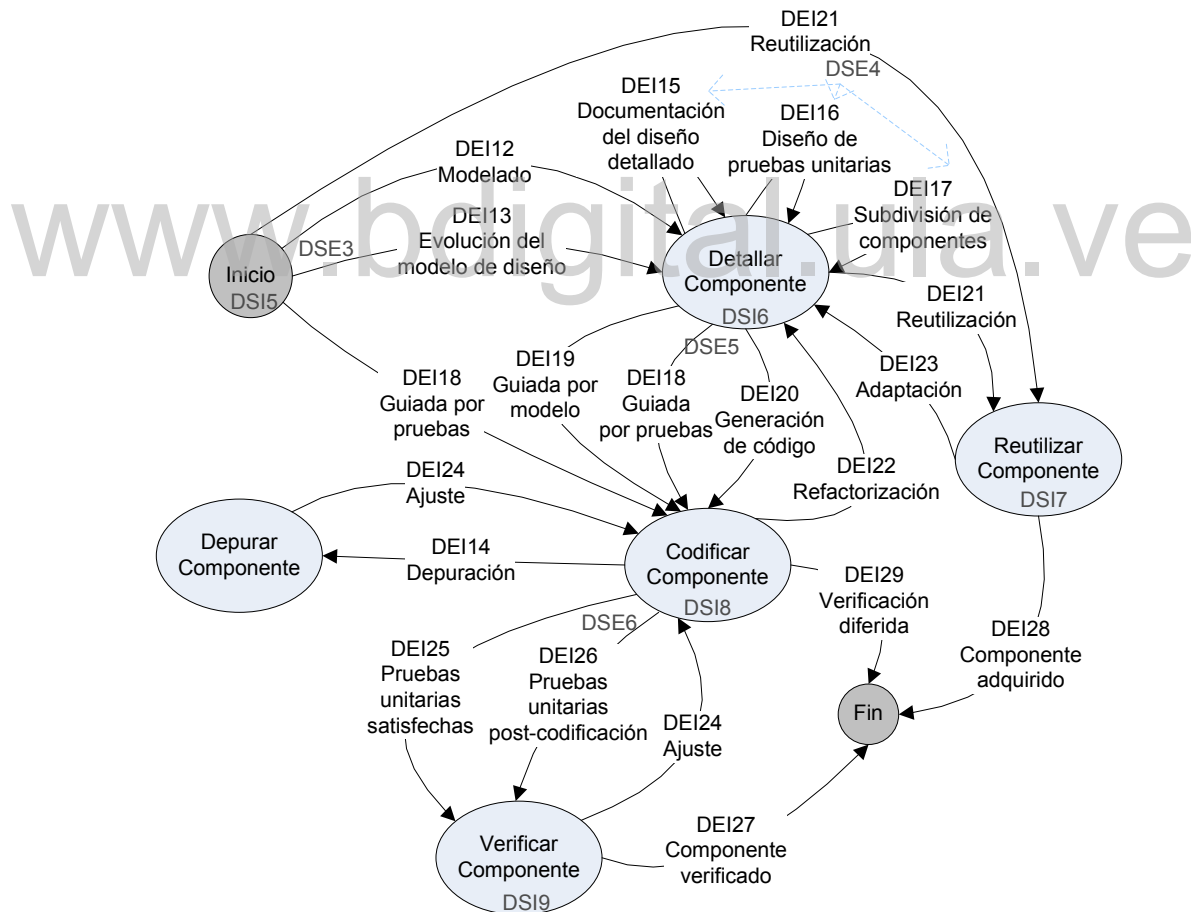 DEI21
Reutilización
DSE4
DEI15
Documentación
del diseño
detallado
DEI16
Diseño de
pruebas unitarias
DEI12
Modelado
DEI17
Subdivisión de
componentes
www.bdigital.ula.ve
DEI13
Evolución del
modelo de diseño
DSE3
Inicio
DSI5
Detallar
Componente
DSI6
DEI21
Reutilización
DSE5
DEI19
Guiada por
modelo
DEI18
Guiada
por pruebas
DEI20
Generación
de código
DEI23
Adaptación
DEI18
Guiada por
pruebas
Reutilizar
Componente
DSI7
DEI22
Refactorización
DEI24
Ajuste
Depurar
Componente
DEI14
Depuración
Codificar
Componente
DSI8
DEI29
Verificación
diferida
DSE6
DEI25
Pruebas
unitarias
satisfechas
DEI26
Pruebas
unitarias
post-codificación
DEI28
Componente
adquirido
DEI24
Ajuste
Fin
Verificar
Componente
DSI9
DEI27
Componente
verificado